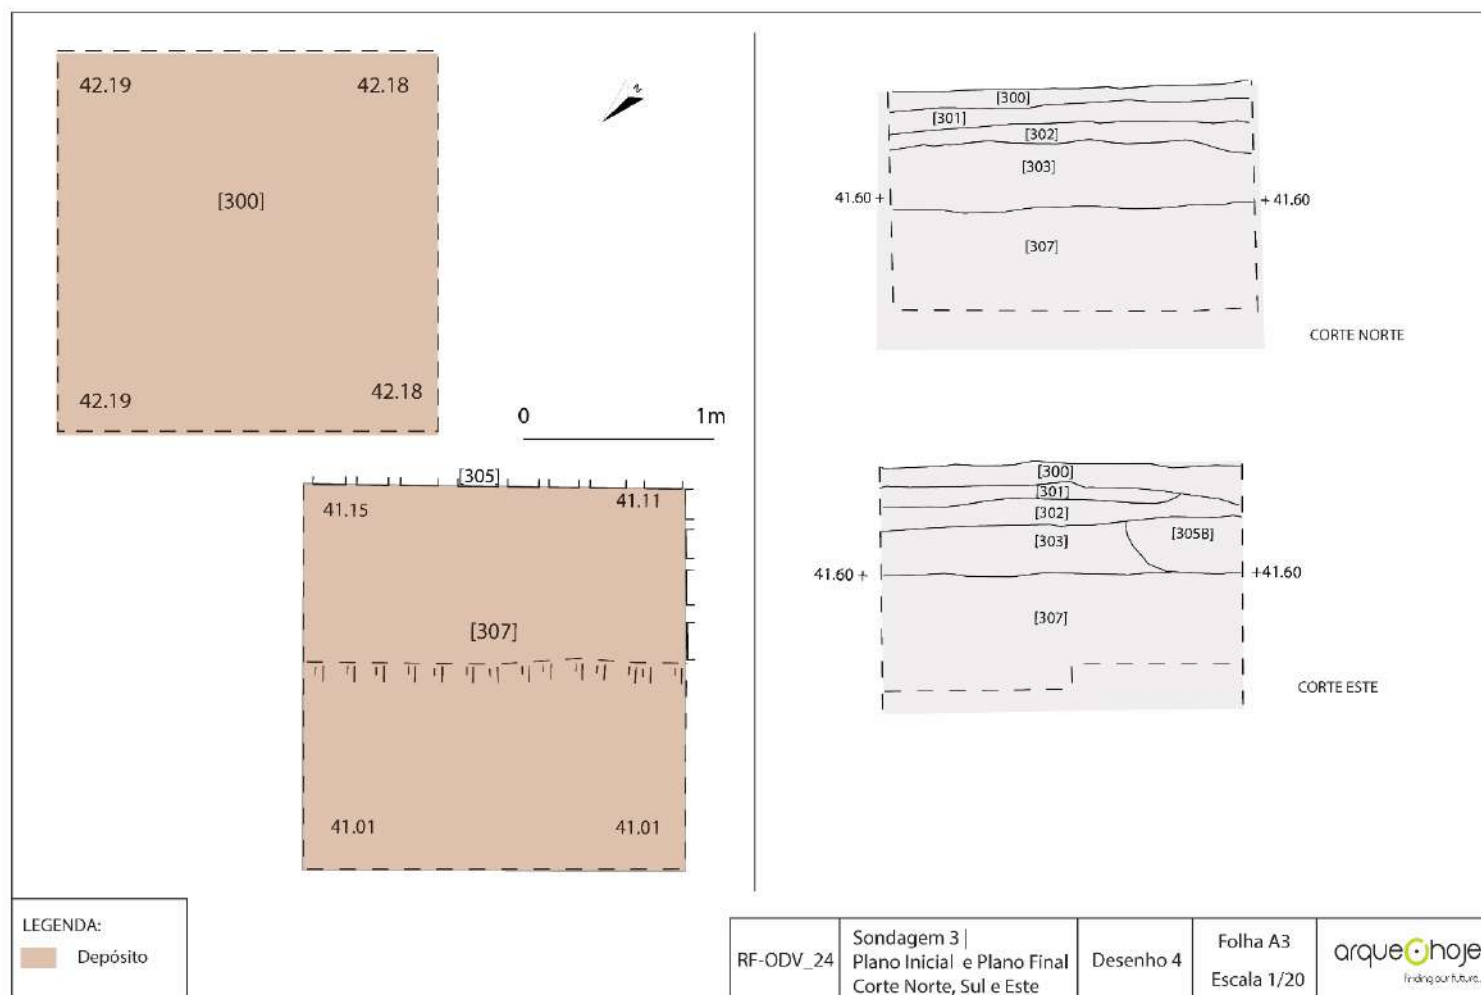 42.19
42.18
[300]
42.19
42.18
N
0
1m
[305]
41.15
41.11
[307]
41.01
41.01
[300]
[301]
[302]
[303]
41.60 +
+ 41.60
[307]
CORTE NORTE
[300]
[301]
[302]
[303]
[305B]
41.60 +
+41.60
[307]
CORTE ESTE
LEGENDA:
Depósito
RF-ODV_24
Sondagem 3 |
Plano Inicial e Plano Final
Corte Norte, Sul e Este
Desenho 4
Folha A3
Escala 1/20
arqueohoje
finding our future.